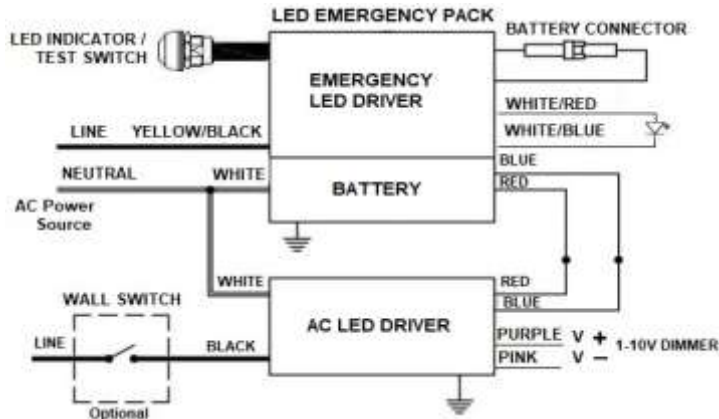 LED EMERGENCY PACK
LED INDICATOR /
TEST SWITCH
BATTERY CONNECTOR
EMERGENCY
LED DRIVER
WHITE/RED
WHITE/BLUE
LINE YELLOW/BLACK
BLUE
NEUTRAL WHITE
BATTERY
RED
AC Power
Source
WHITE
RED
BLUE
WALL SWITCH
AC LED DRIVER
LINE
BLACK
PURPLE V +
1-10V DIMMER
PINK V −
Optional